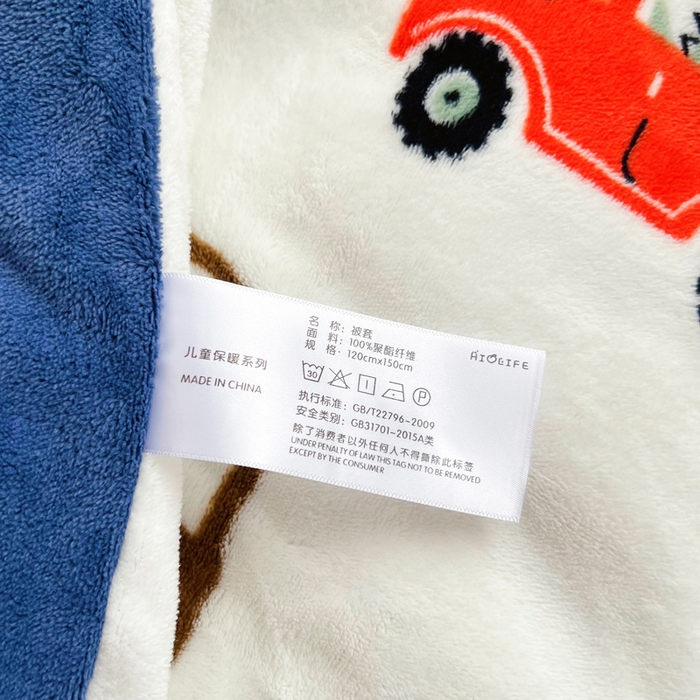 儿童保暖系列
MADE IN CHINA
名 称: 被套
面 料: 100%聚酯纤维
规 格: 120cmx150cm
30
P
执行标准: GB/T22796-2009
安全类别: GB31701-2015A类
除了消费者以外任何人不得撕除此标签
UNDER PENALTY OF LAW THIS TAG NOT TO BE REMOVED
EXCEPT BY THE CONSUMER